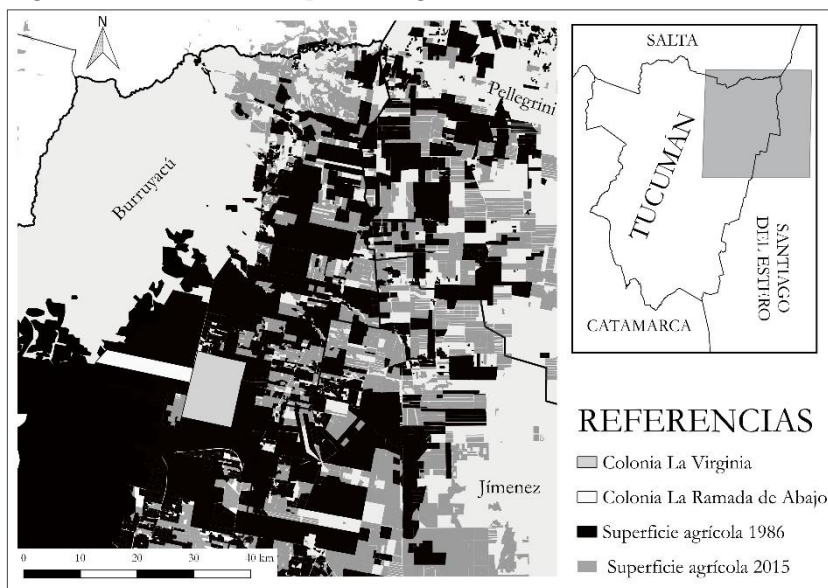 N
Pellegrini
Burruyacú
Jímenez
0 10 20 30 40 km
SALTA
TUCUMÁN
SANTIAGO
DEL ESTERO
CATAMARCA
REFERENCIAS
Colonia La Virginia
Colonia La Ramada de Abajo
Superficie agrícola 1986
Superficie agrícola 2015